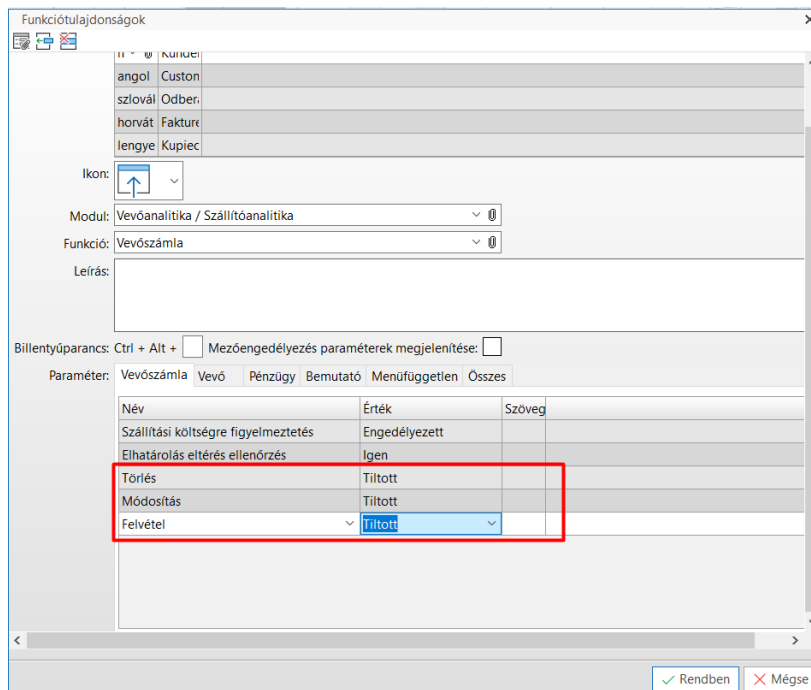 Funkciótulajdonságok
angol Custon
szlovál Odber
horvát Fakture
lengye Kupiec
Ikon:
Modul: Vevőanalitika / Szállítóanalitika
Funkció: Vevőszámla
Leírás:
Billentyűparancs: Ctrl + Alt + Mezőengedélyezés paraméterek megjelenítése:
Paraméter: Vevőszámla Vevő Pénzügy Bemutató Menüfüggetlen Összes
Név Érték Szöveg
Szállítási költségre figyelmeztetés Engedélyezett
Elhatárolás eltérés ellenőrzés Igen
Törlés Tiltott
Módosítás Tiltott
Felvétel Tiltott
Rendben Mégse